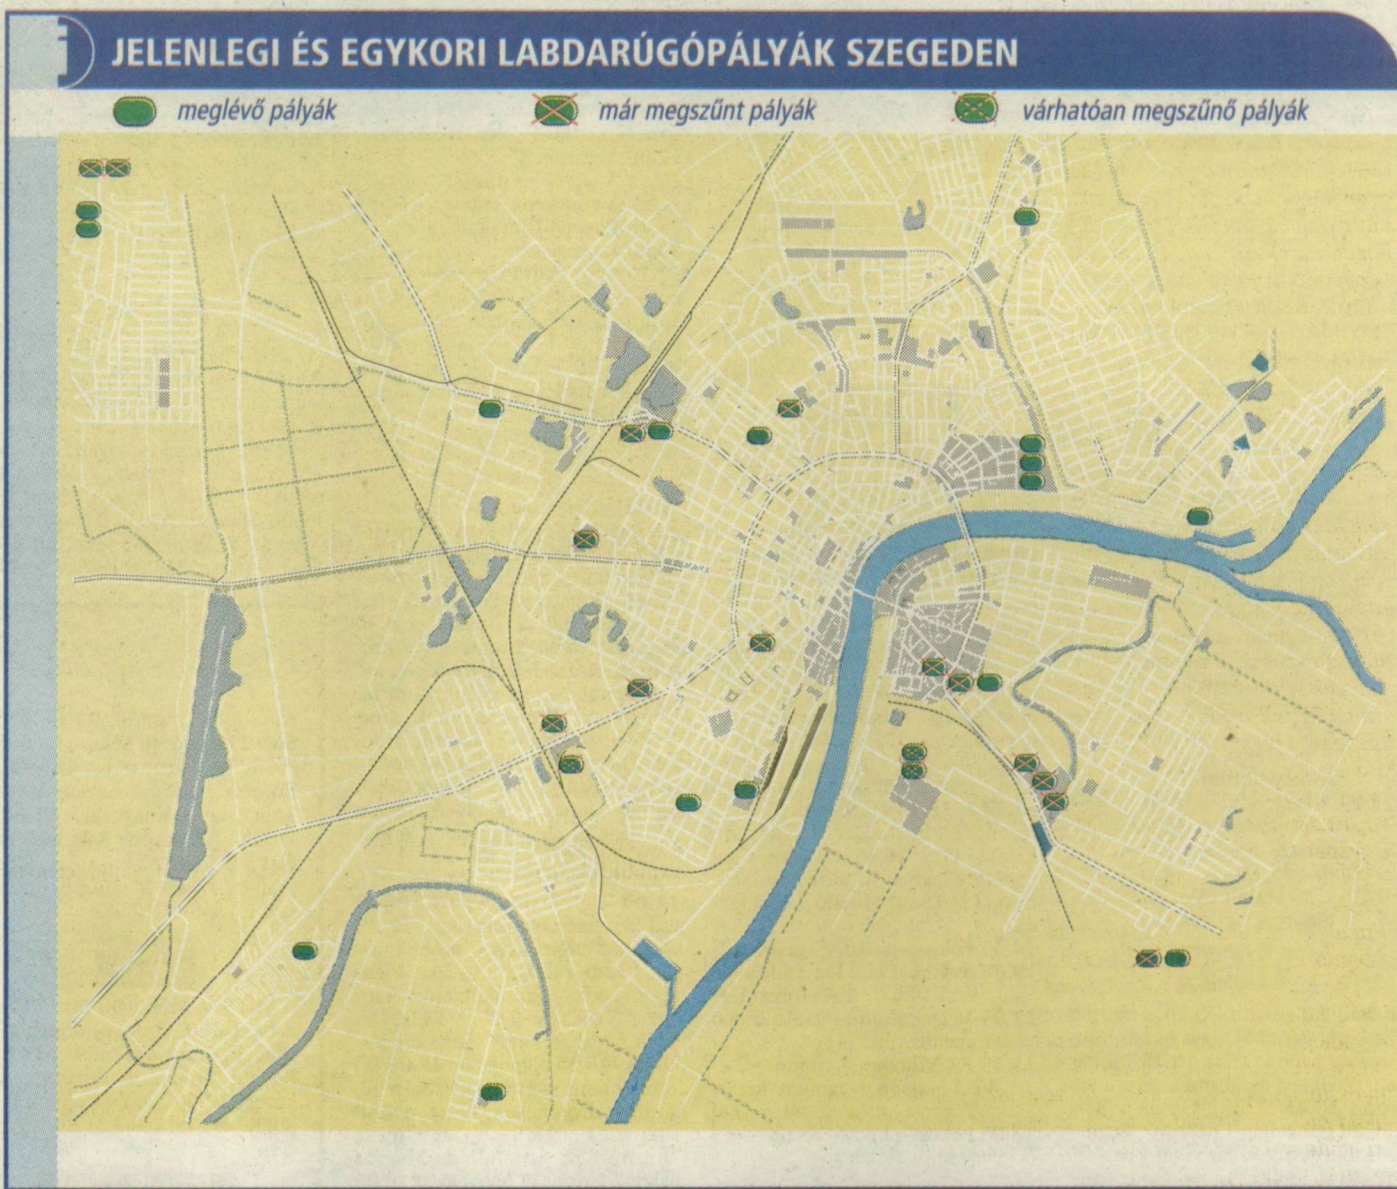 i JELENLEGI ÉS EGYKORI LABDARÚGÓPÁLYÁK SZEGEDEN
meglévő pályák már megszűnt pályák várhatóan megszűnő pályák